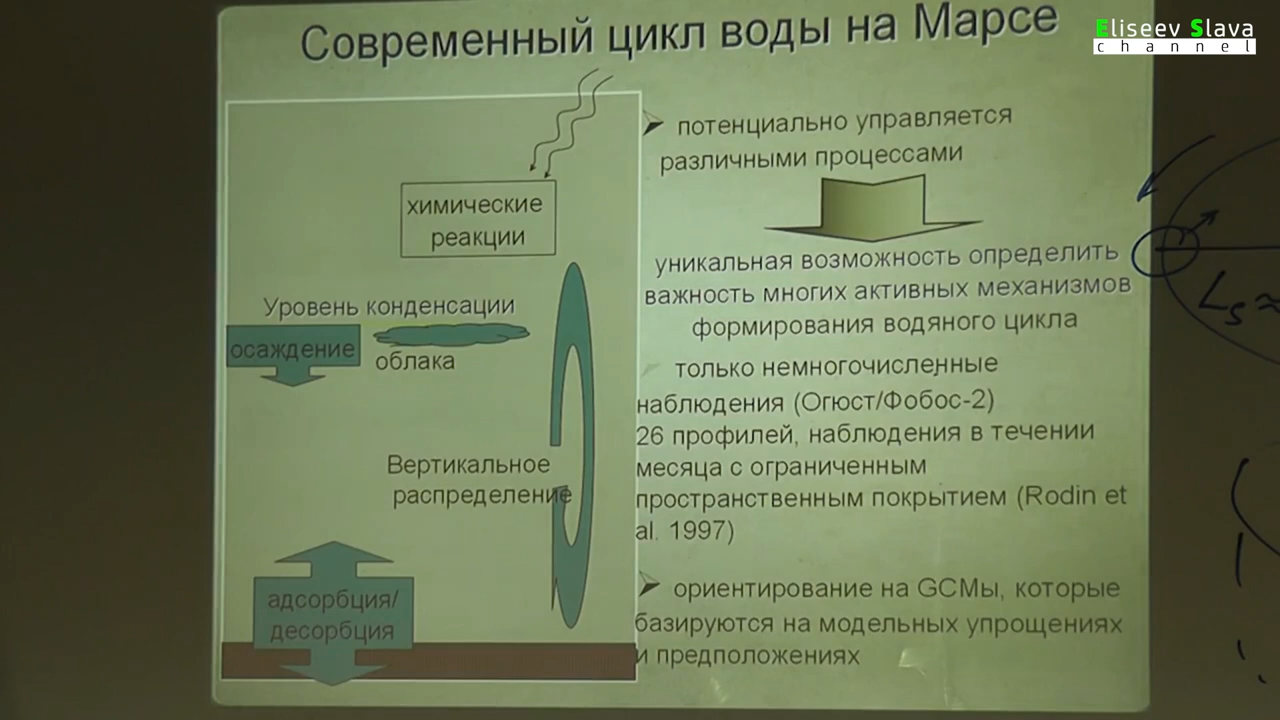 Современный цикл воды на Марсе
Eliseev Slava
channel
химические
реакции
Уровень конденсации
осаждение
облака
Вертикальное
распределение
адсорбция/
десорбция
потенциально управляется
различными процессами
уникальная возможность определить
важность многих активных механизмов
формирования водяного цикла
только немногочисленные
наблюдения (Огюст/Фобос-2)
26 профилей, наблюдения в течении
месяца с ограниченным
пространственным покрытием (Rodin et
al. 1997)
ориентирование на GCMы, которые
базируются на модельных упрощениях
и предположениях
Ls ≈